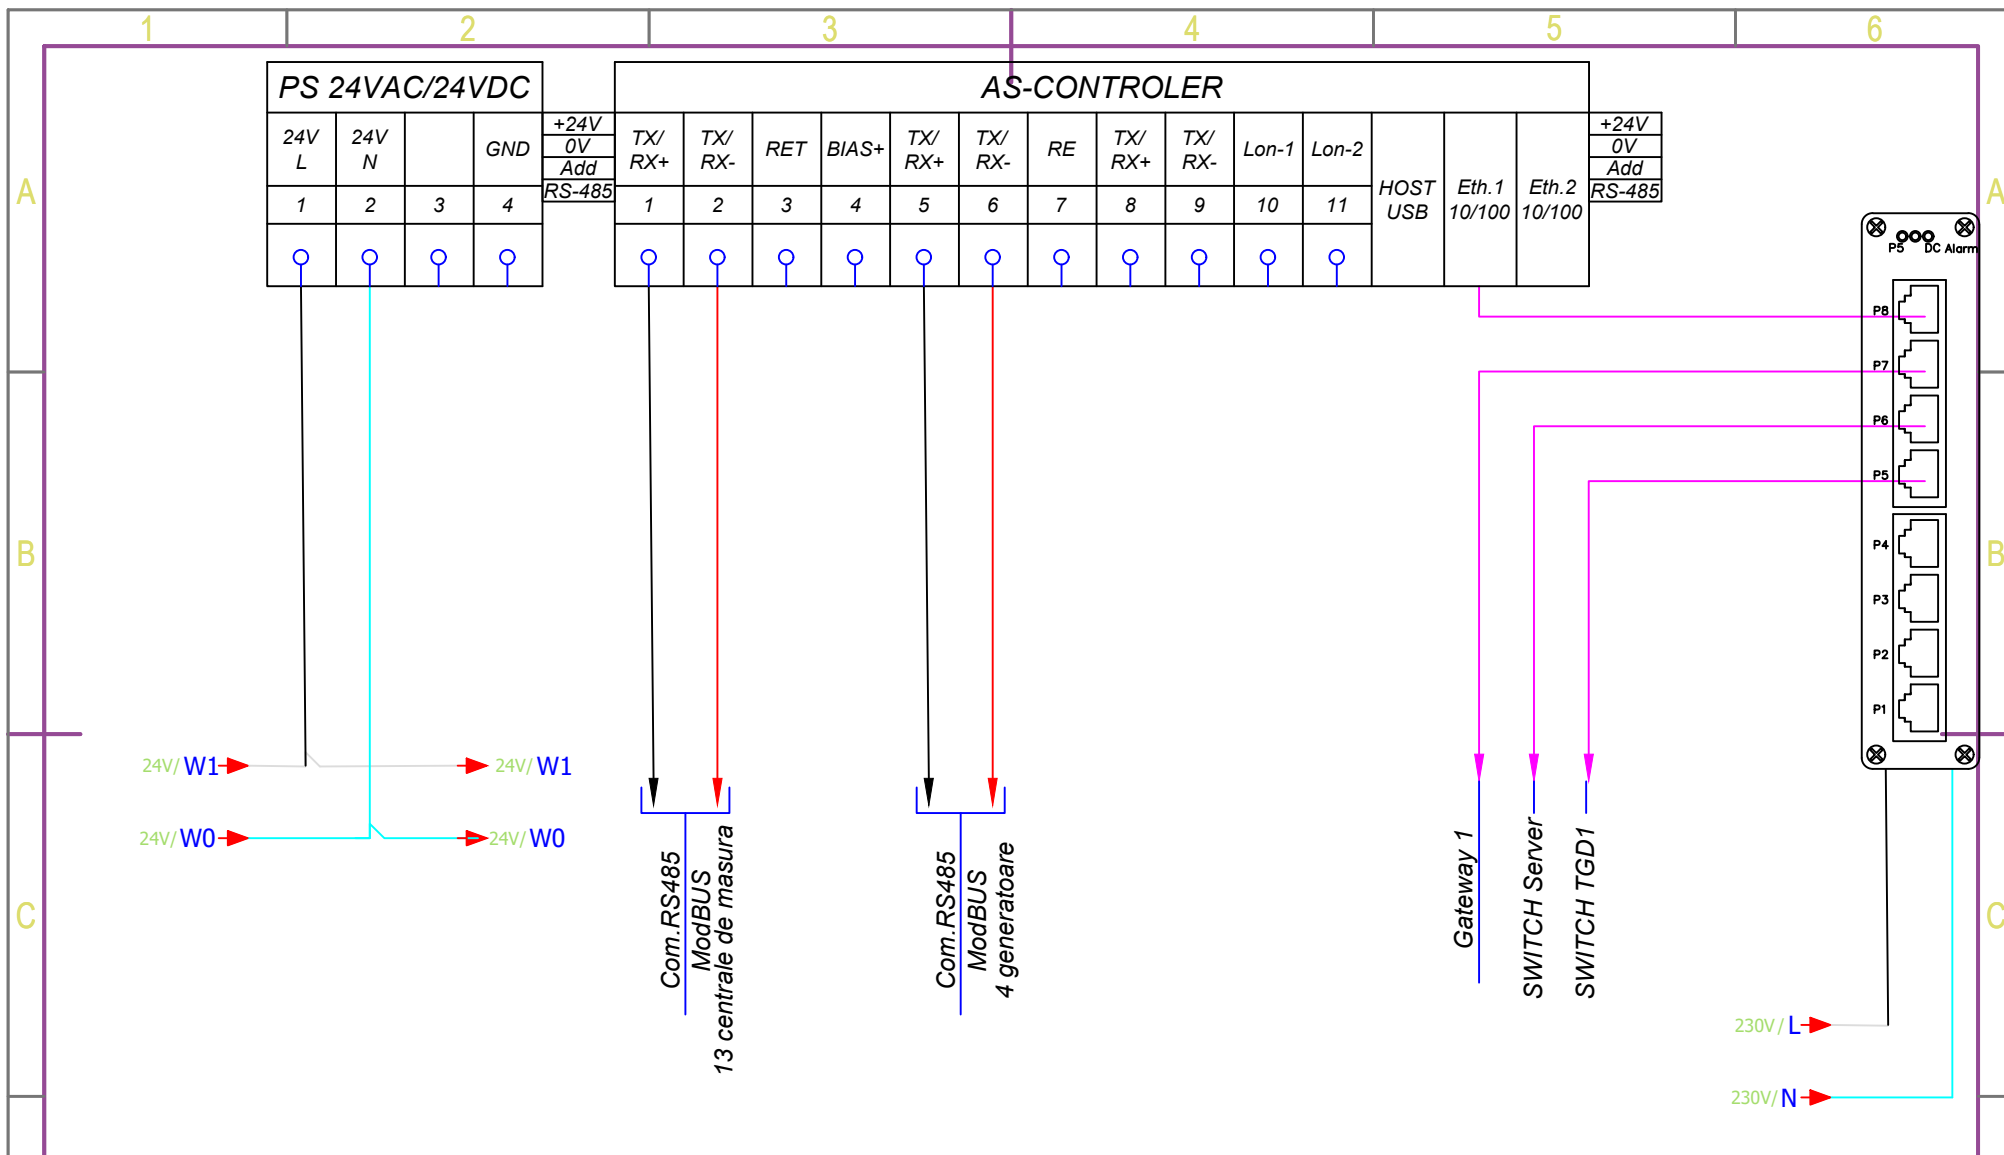 1 2 3 4 5 6
PS 24VAC/24VDC
AS-CONTROLER
24V L
24V N
GND
+24V
0V
Add
RS-485
TX/ RX+
TX/ RX-
RET
BIAS+
TX/ RX+
TX/ RX-
RE
TX/ RX+
TX/ RX-
Lon-1
Lon-2
HOST USB
Eth.1 10/100
Eth.2 10/100
+24V
0V
Add
RS-485
1 2 3 4
1 2 3 4 5 6 7 8 9 10 11
A
A
P5 DC Alarm
P8
P7
P6
P5
P4
P3
P2
P1
B
B
24V/ W1
24V/ W1
24V/ W0
24V/ W0
Com.RS485
ModBUS
13 centrale de masura
Com.RS485
ModBUS
4 generatoare
Gateway 1
SWITCH Server
SWITCH TGD1
C
C
230V/ L
230V/ N